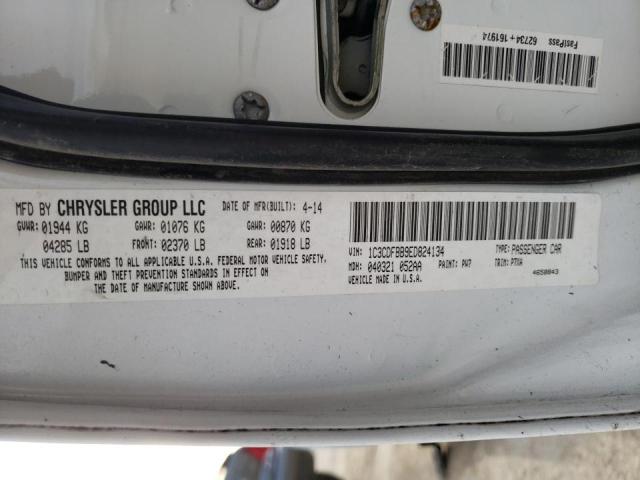 FastPass 62734+161974
MFD BY CHRYSLER GROUP LLC DATE OF MFR(BUILT): 4-14
GVWR: 01944 KG GAWR: 01076 KG GAWR: 00870 KG
04285 LB FRONT: 02370 LB REAR: 01918 LB
THIS VEHICLE CONFORMS TO ALL APPLICABLE U.S.A. FEDERAL MOTOR VEHICLE SAFETY,
BUMPER AND THEFT PREVENTION STANDARDS IN EFFECT ON
THE DATE OF MANUFACTURE SHOWN ABOVE.
VIN: 1C3CDFBB9ED824134 TYPE: PASSENGER CAR
MDH: 040321 052AA PAINT: PW7 TRIM: PTXA
VEHICLE MADE IN U.S.A. 4650843